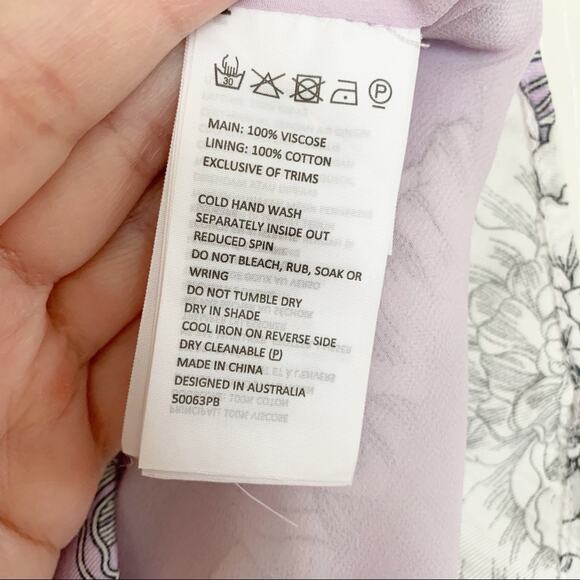 30 P
MAIN: 100% VISCOSE
LINING: 100% COTTON
EXCLUSIVE OF TRIMS
COLD HAND WASH
SEPARATELY INSIDE OUT
REDUCED SPIN
DO NOT BLEACH, RUB, SOAK OR
WRING
DO NOT TUMBLE DRY
DRY IN SHADE
COOL IRON ON REVERSE SIDE
DRY CLEANABLE (P)
MADE IN CHINA
DESIGNED IN AUSTRALIA
50063PB